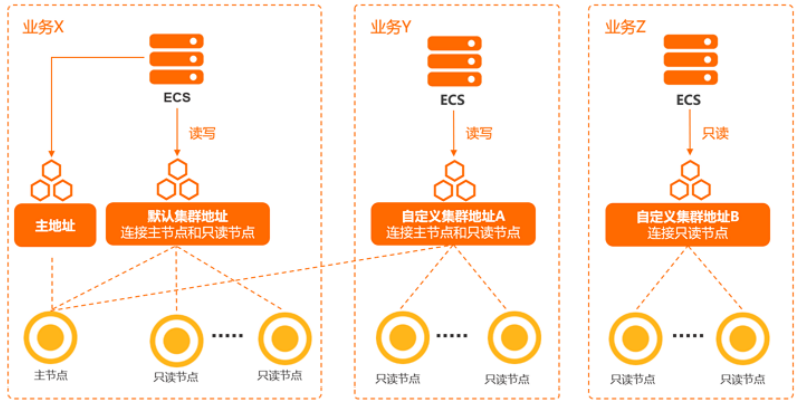 业务X
业务Y
业务Z
ECS
ECS
ECS
读写
读写
只读
主地址
默认集群地址
连接主节点和只读节点
自定义集群地址A
连接主节点和只读节点
自定义集群地址B
连接只读节点
主节点
只读节点
只读节点
只读节点
只读节点
只读节点
只读节点